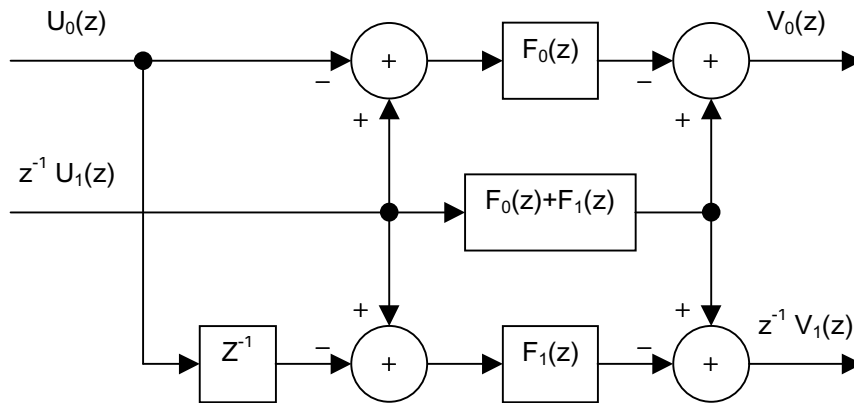 U₀(z) F₀(z) V₀(z)
− + − +
+ +
z⁻¹ U₁(z) F₀(z)+F₁(z)
+ + z⁻¹ V₁(z)
Z⁻¹ − + F₁(z) − +